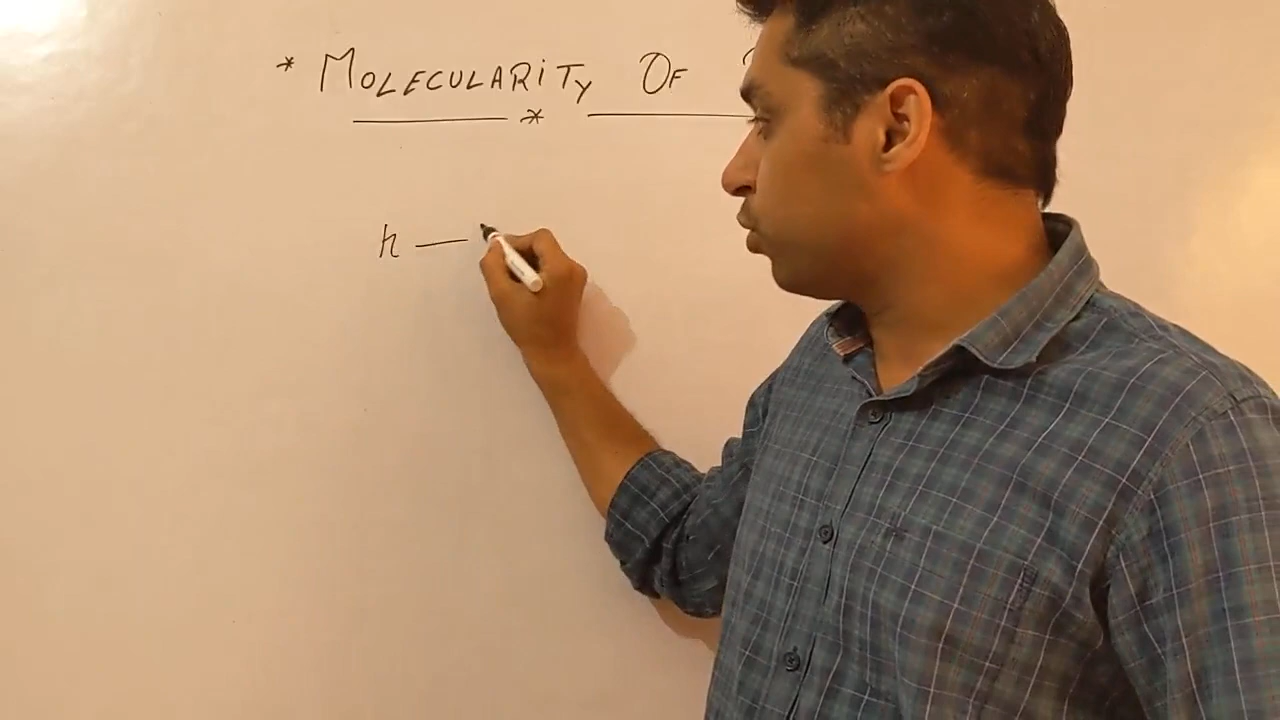 * MOLECULARITY OF
*
R —